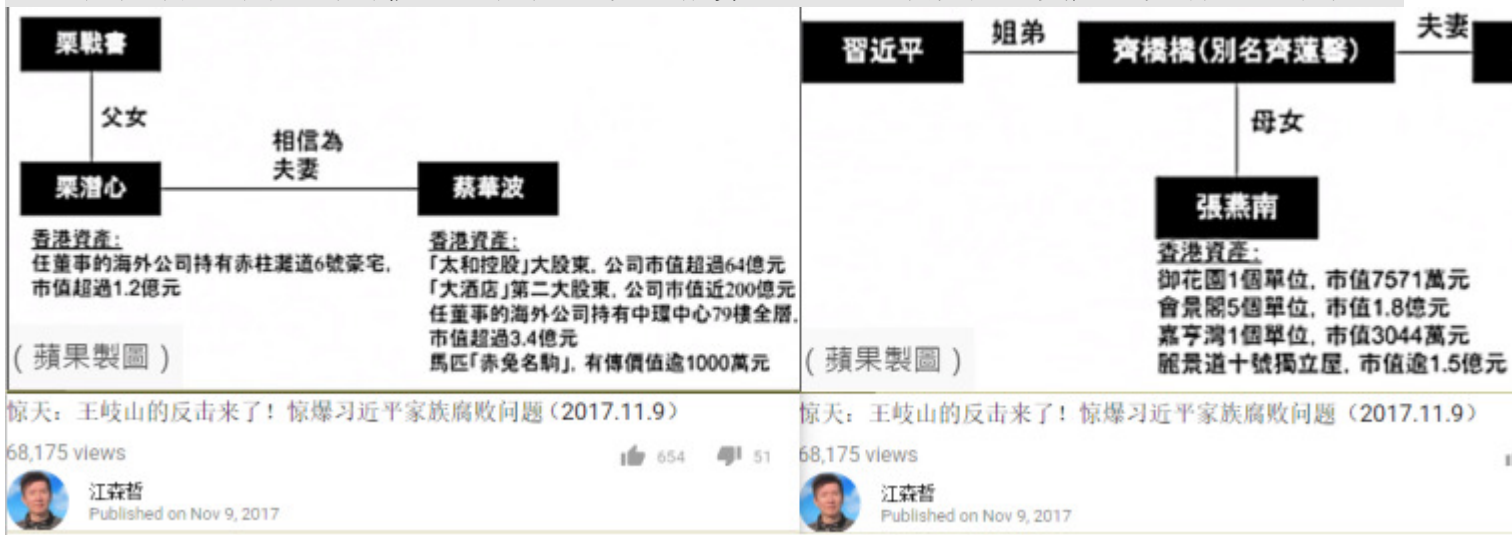 栗戰書
父女
相信為
夫妻
栗潛心
蔡華波
香港資產：
任董事的海外公司持有赤柱灘道6號豪宅，
市值超過1.2億元
香港資產：
「太和控股」大股東，公司市值超過64億元
「大酒店」第二大股東，公司市值近200億元
任董事的海外公司持有中環中心79樓全層，
市值超過3.4億元
馬匹「赤兔名駒」，有傳價值逾1000萬元
（蘋果製圖）
惊天：王岐山的反击来了！惊爆习近平家族腐败问题（2017.11.9）
68,175 views
654
51
江森哲
Published on Nov 9, 2017
習近平
姐弟
齊橋橋（別名齊蓮馨）
夫妻
母女
張燕南
香港資產：
御花園1個單位，市值7571萬元
會景閣5個單位，市值1.8億元
嘉亨灣1個單位，市值3044萬元
麗景道十號獨立屋，市值逾1.5億元
（蘋果製圖）
惊天：王岐山的反击来了！惊爆习近平家族腐败问题（2017.11.9）
68,175 views
江森哲
Published on Nov 9, 2017